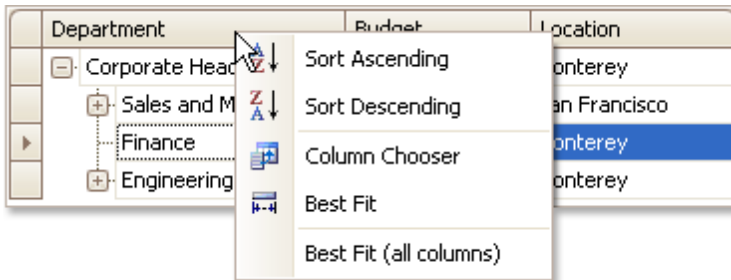 Department Budget Location
Corporate Head onterey
Sort Ascending
Sales and M an Francisco
Sort Descending
Finance onterey
Column Chooser
Engineering onterey
Best Fit
Best Fit (all columns)